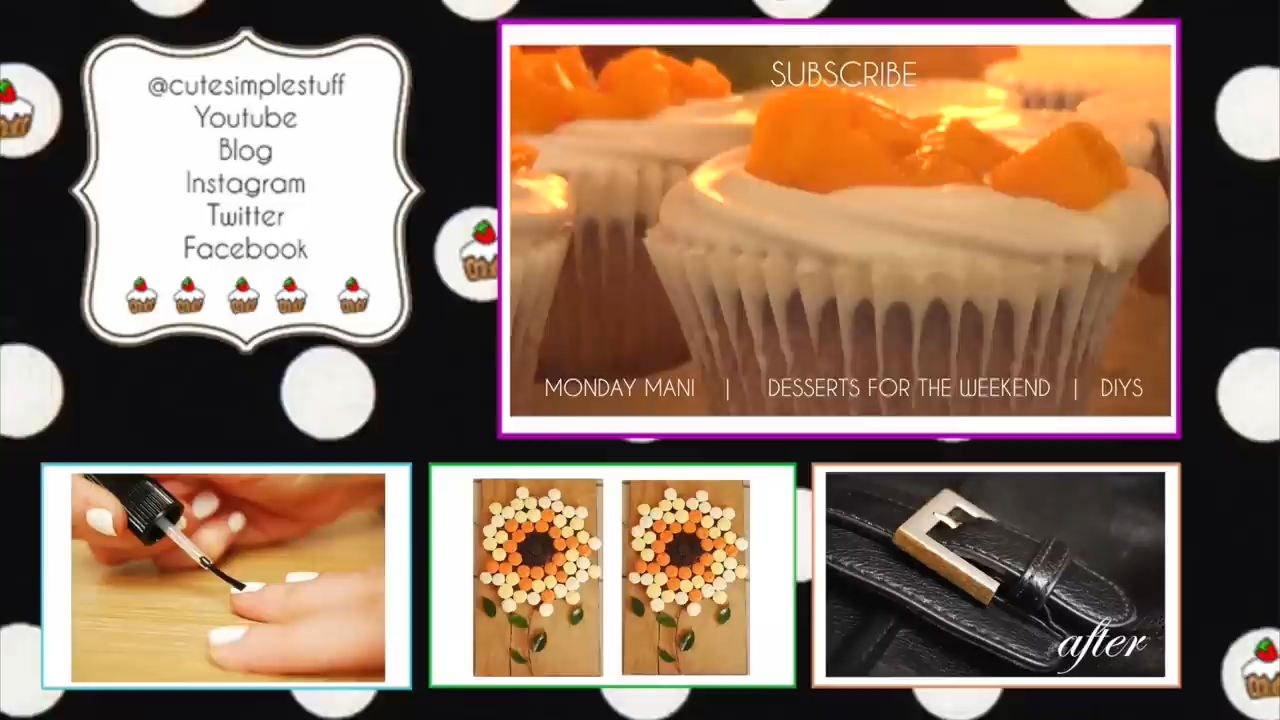 @cutesimplestuff
Youtube
Blog
Instagram
Twitter
Facebook
SUBSCRIBE
MONDAY MANI | DESSERTS FOR THE WEEKEND | DIYS
after